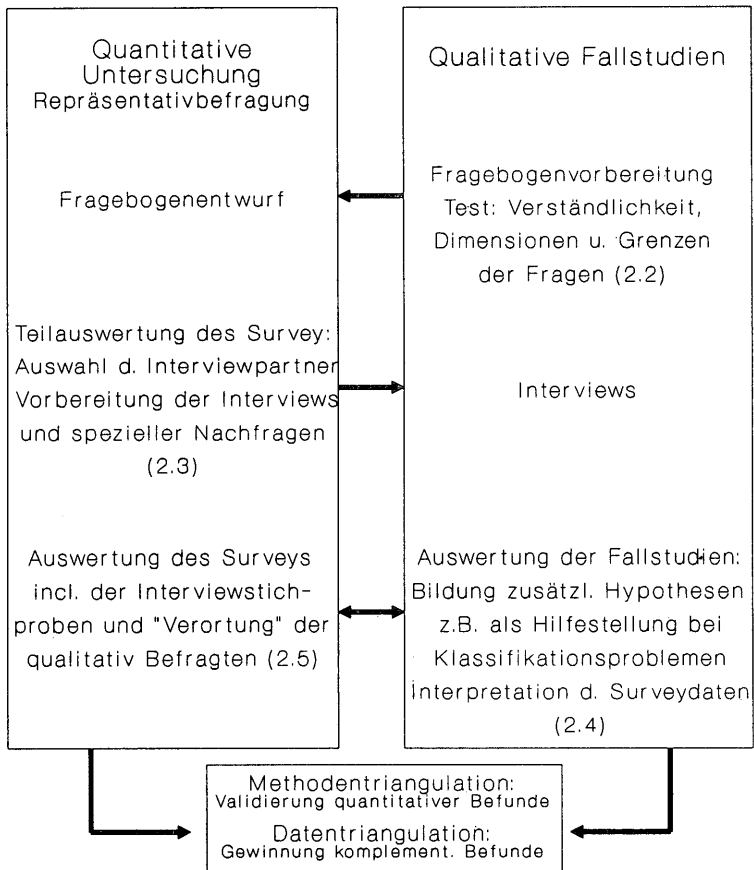 Quantitative
Untersuchung
Repräsentativbefragung
Fragebogenentwurf
Teilauswertung des Survey:
Auswahl d. Interviewpartner
Vorbereitung der Interviews
und spezieller Nachfragen
(2.3)
Auswertung des Surveys
incl. der Interviewstich-
proben und "Verortung" der
qualitativ Befragten (2.5)
Qualitative Fallstudien
Fragebogenvorbereitung
Test: Verständlichkeit,
Dimensionen u. Grenzen
der Fragen (2.2)
Interviews
Auswertung der Fallstudien:
Bildung zusätzl. Hypothesen
z.B. als Hilfestellung bei
Klassifikationsproblemen
Interpretation d. Surveydaten
(2.4)
Methodentriangulation:
Validierung quantitativer Befunde
Datentriangulation:
Gewinnung komplement. Befunde